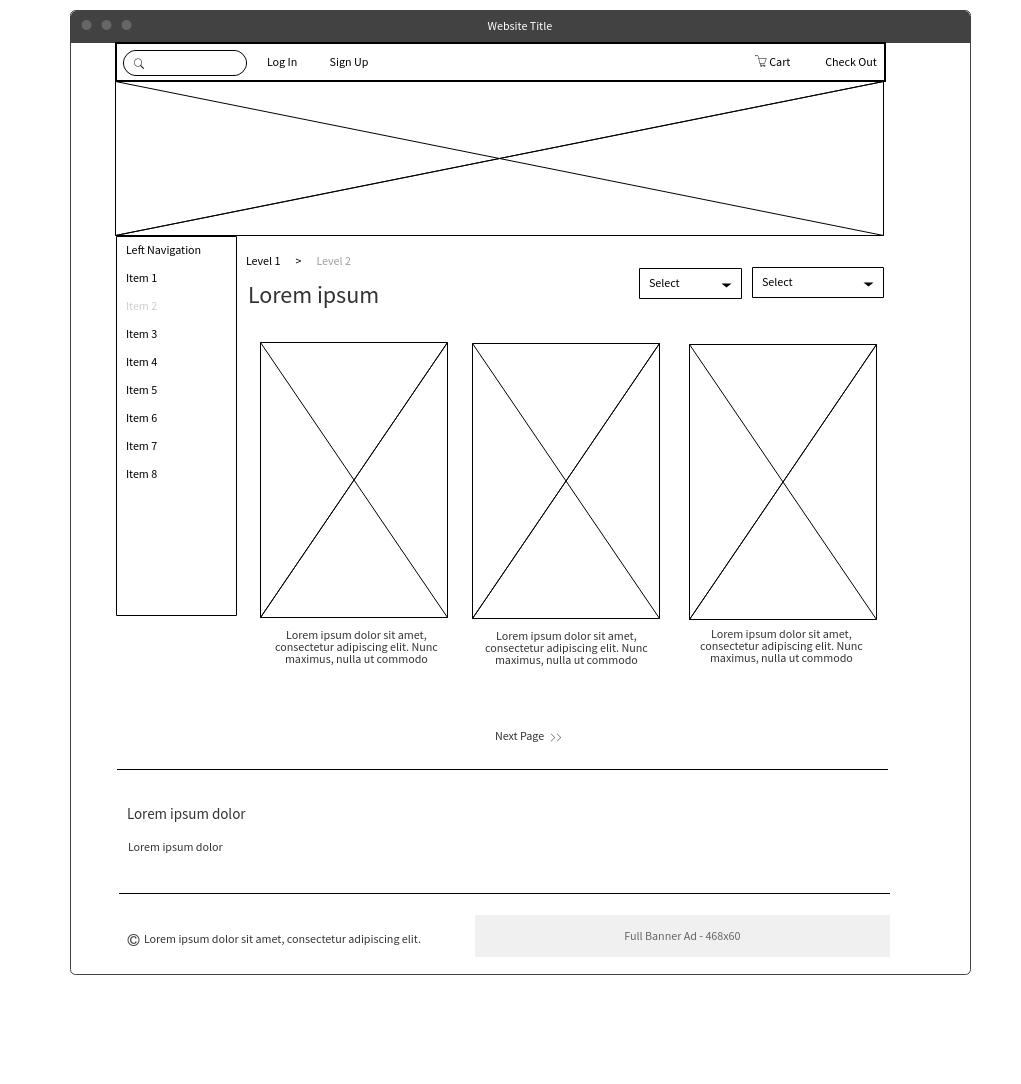 Website Title
Log In
Sign Up
Cart
Check Out
Left Navigation
Item 1
Item 2
Item 3
Item 4
Item 5
Item 6
Item 7
Item 8
Level 1 > Level 2
Lorem ipsum
Select
Select
Lorem ipsum dolor sit amet,
consectetur adipiscing elit. Nunc
maximus, nulla ut commodo
Lorem ipsum dolor sit amet,
consectetur adipiscing elit. Nunc
maximus, nulla ut commodo
Lorem ipsum dolor sit amet,
consectetur adipiscing elit. Nunc
maximus, nulla ut commodo
Next Page
Lorem ipsum dolor
Lorem ipsum dolor
© Lorem ipsum dolor sit amet, consectetur adipiscing elit.
Full Banner Ad - 468x60